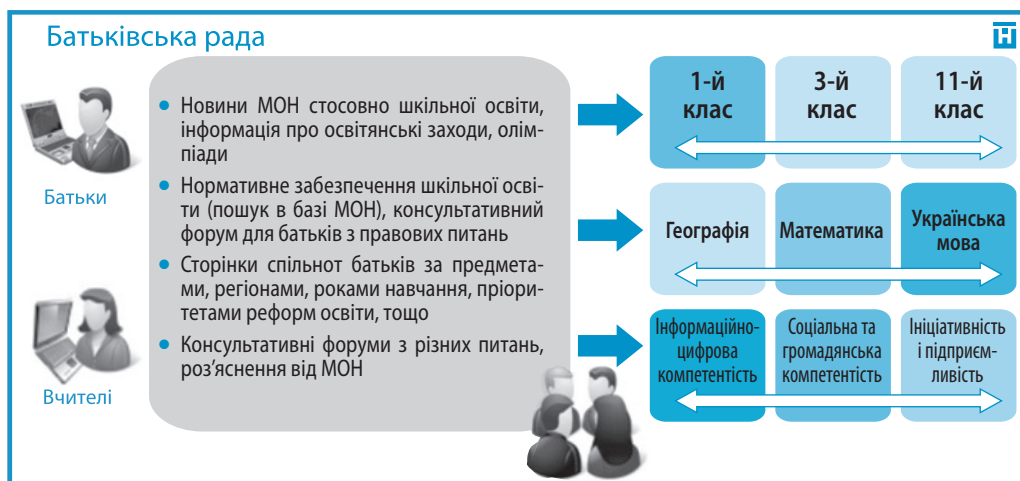 Батьківська рада
Батьки
Вчителі
• Новини МОН стосовно шкільної освіти,
інформація про освітянські заходи, олім-
піади
• Нормативне забезпечення шкільної осві-
ти (пошук в базі МОН), консультативний
форум для батьків з правових питань
• Сторінки спільнот батьків за предмета-
ми, регіонами, роками навчання, пріори-
тетами реформ освіти, тощо
• Консультативні форуми з різних питань,
роз’яснення від МОН
1-й
клас
3-й
клас
11-й
клас
Географія
Математика
Українська
мова
Інформаційно-
цифрова
компетентість
Соціальна та
громадянська
компетентість
Ініціативність
і підприєм-
ливість